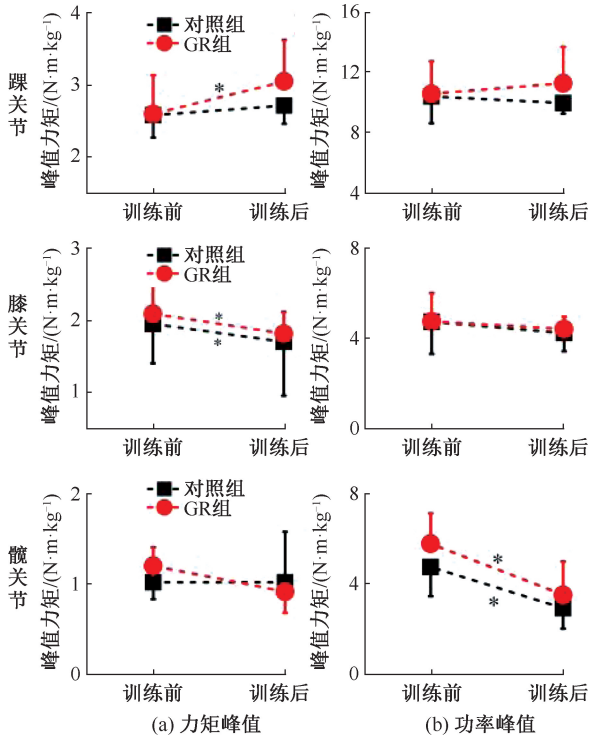 踝关节
峰值力矩/(N·m·kg⁻¹)
4
3
2
对照组
GR组
*
训练前
训练后
峰值力矩/(N·m·kg⁻¹)
16
12
8
4
训练前
训练后
膝关节
峰值力矩/(N·m·kg⁻¹)
3
2
1
对照组
GR组
*
*
训练前
训练后
峰值力矩/(N·m·kg⁻¹)
8
4
0
训练前
训练后
髋关节
峰值力矩/(N·m·kg⁻¹)
2
1
0
对照组
GR组
训练前
训练后
峰值力矩/(N·m·kg⁻¹)
8
4
0
*
*
训练前
训练后
(a) 力矩峰值
(b) 功率峰值